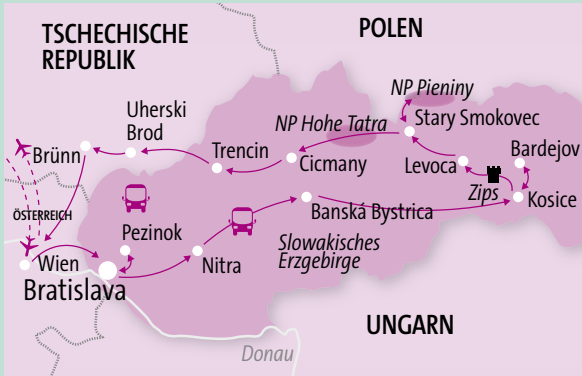 TSCHECHISCHE
REPUBLIK
POLEN
NP Pieniny
Uherski
Brod
NP Hohe Tatra
Stary Smokovec
Brünn
Trencin
Cicmany
Levoca
Bardejov
Zips
Kosice
ÖSTERREICH
Pezinok
Banská Bystrica
Wien
Nitra
Slowakisches
Erzgebirge
Bratislava
UNGARN
Donau